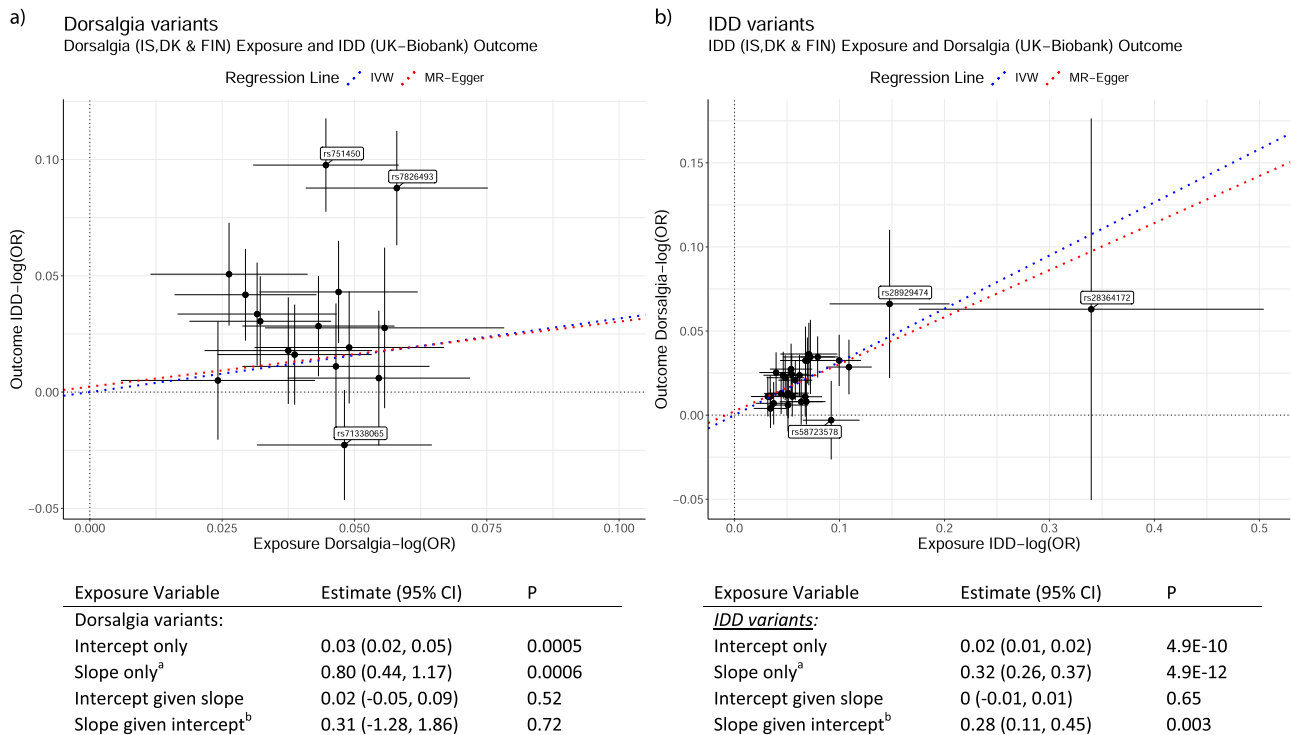 a)
Dorsalgia variants
Dorsalgia (IS,DK & FIN) Exposure and IDD (UK−Biobank) Outcome
Regression Line IVW MR−Egger
Outcome IDD−log(OR)
0.10
0.05
0.00
−0.05
rs751450
rs7826493
rs71338065
0.000 0.025 0.050 0.075 0.100
Exposure Dorsalgia−log(OR)
Exposure Variable Estimate (95% CI) P
Dorsalgia variants:
Intercept only 0.03 (0.02, 0.05) 0.0005
Slope only^a 0.80 (0.44, 1.17) 0.0006
Intercept given slope 0.02 (-0.05, 0.09) 0.52
Slope given intercept^b 0.31 (-1.28, 1.86) 0.72
b)
IDD variants
IDD (IS,DK & FIN) Exposure and Dorsalgia (UK−Biobank) Outcome
Regression Line IVW MR−Egger
Outcome Dorsalgia−log(OR)
0.15
0.10
0.05
0.00
−0.05
rs28929474
rs28364172
rs58723578
0.0 0.1 0.2 0.3 0.4 0.5
Exposure IDD−log(OR)
Exposure Variable Estimate (95% CI) P
IDD variants:
Intercept only 0.02 (0.01, 0.02) 4.9E-10
Slope only^a 0.32 (0.26, 0.37) 4.9E-12
Intercept given slope 0 (-0.01, 0.01) 0.65
Slope given intercept^b 0.28 (0.11, 0.45) 0.003